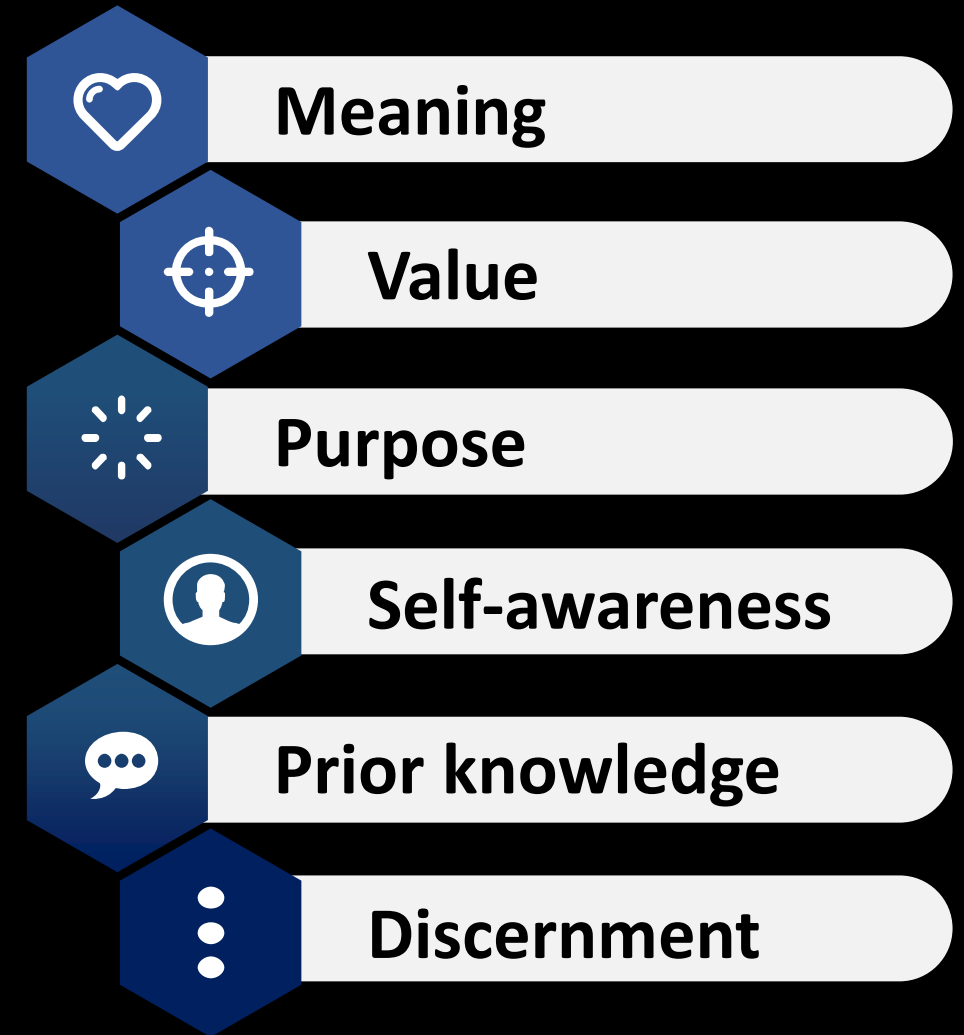 Meaning
Value
Purpose
Self-awareness
Prior knowledge
Discernment